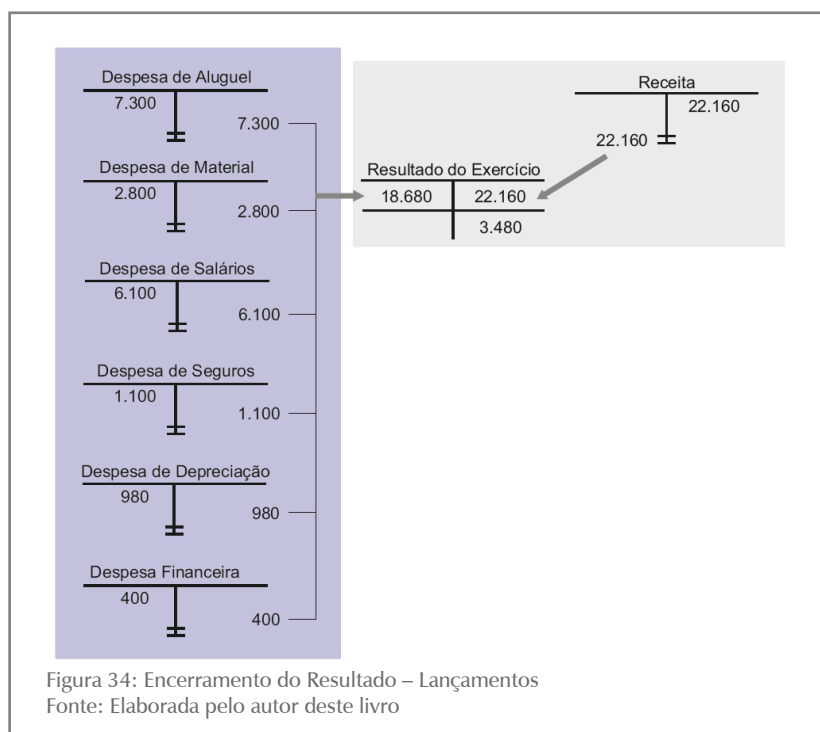 Despesa de Aluguel
7.300
7.300
Despesa de Material
2.800
2.800
Despesa de Salários
6.100
6.100
Despesa de Seguros
1.100
1.100
Despesa de Depreciação
980
980
Despesa Financeira
400
400
Receita
22.160
22.160
Resultado do Exercício
18.680 22.160
3.480
Figura 34: Encerramento do Resultado – Lançamentos
Fonte: Elaborada pelo autor deste livro